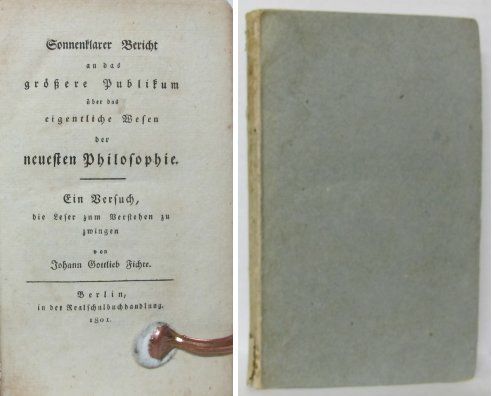 Sonnenklarer Bericht
an das
größere Publikum
über das
eigentliche Wesen
der
neuesten Philosophie.
Ein Versuch,
die Leser zum Verstehen zu
zwingen
von
Johann Gottlieb Fichte.
Berlin,
in der Realschulbuchhandlung.
1801.